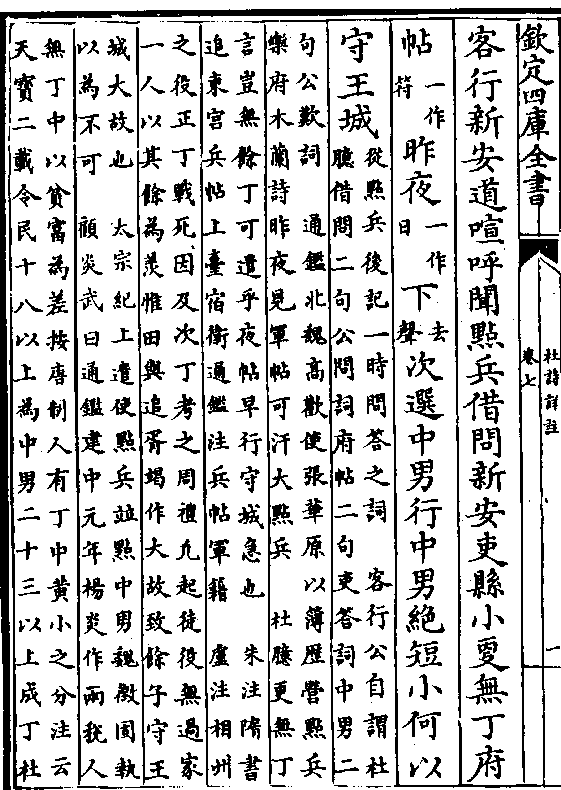 欽定四庫全書
杜詩詳註
卷七
一
客行新安道喧呼聞點兵借問新安吏縣小更無丁府
帖一作符昨夜一作日下去聲次選中男行中男絕短小何以
守王城從點兵後記一時問答之詞　客行公自謂杜
臆借問二句公問詞府帖二句吏答詞中男二
句公歎詞　通鑑北魏高歡使張華原以簿歷營點兵
樂府木蘭詩昨夜見軍帖可汗大點兵　杜臆更無丁
言豈無餘丁可遣乎夜帖早行守城急也　朱注隋書
追東宮兵帖上臺宿衛通鑑注兵帖軍籍　盧注相州
之役正丁戰死因及次丁考之周禮凡起徒役無過家
一人以其餘為羨惟田與追胥竭作大故致餘子守王
城大故也　太宗紀上遣使點兵並點中男魏徵固執
以為不可　顧炎武曰通鑑建中元年楊炎作兩稅人
無丁中以貧富為差按唐制人有丁中黃小之分注云
天寶二載令民十八以上為中男二十三以上成丁杜